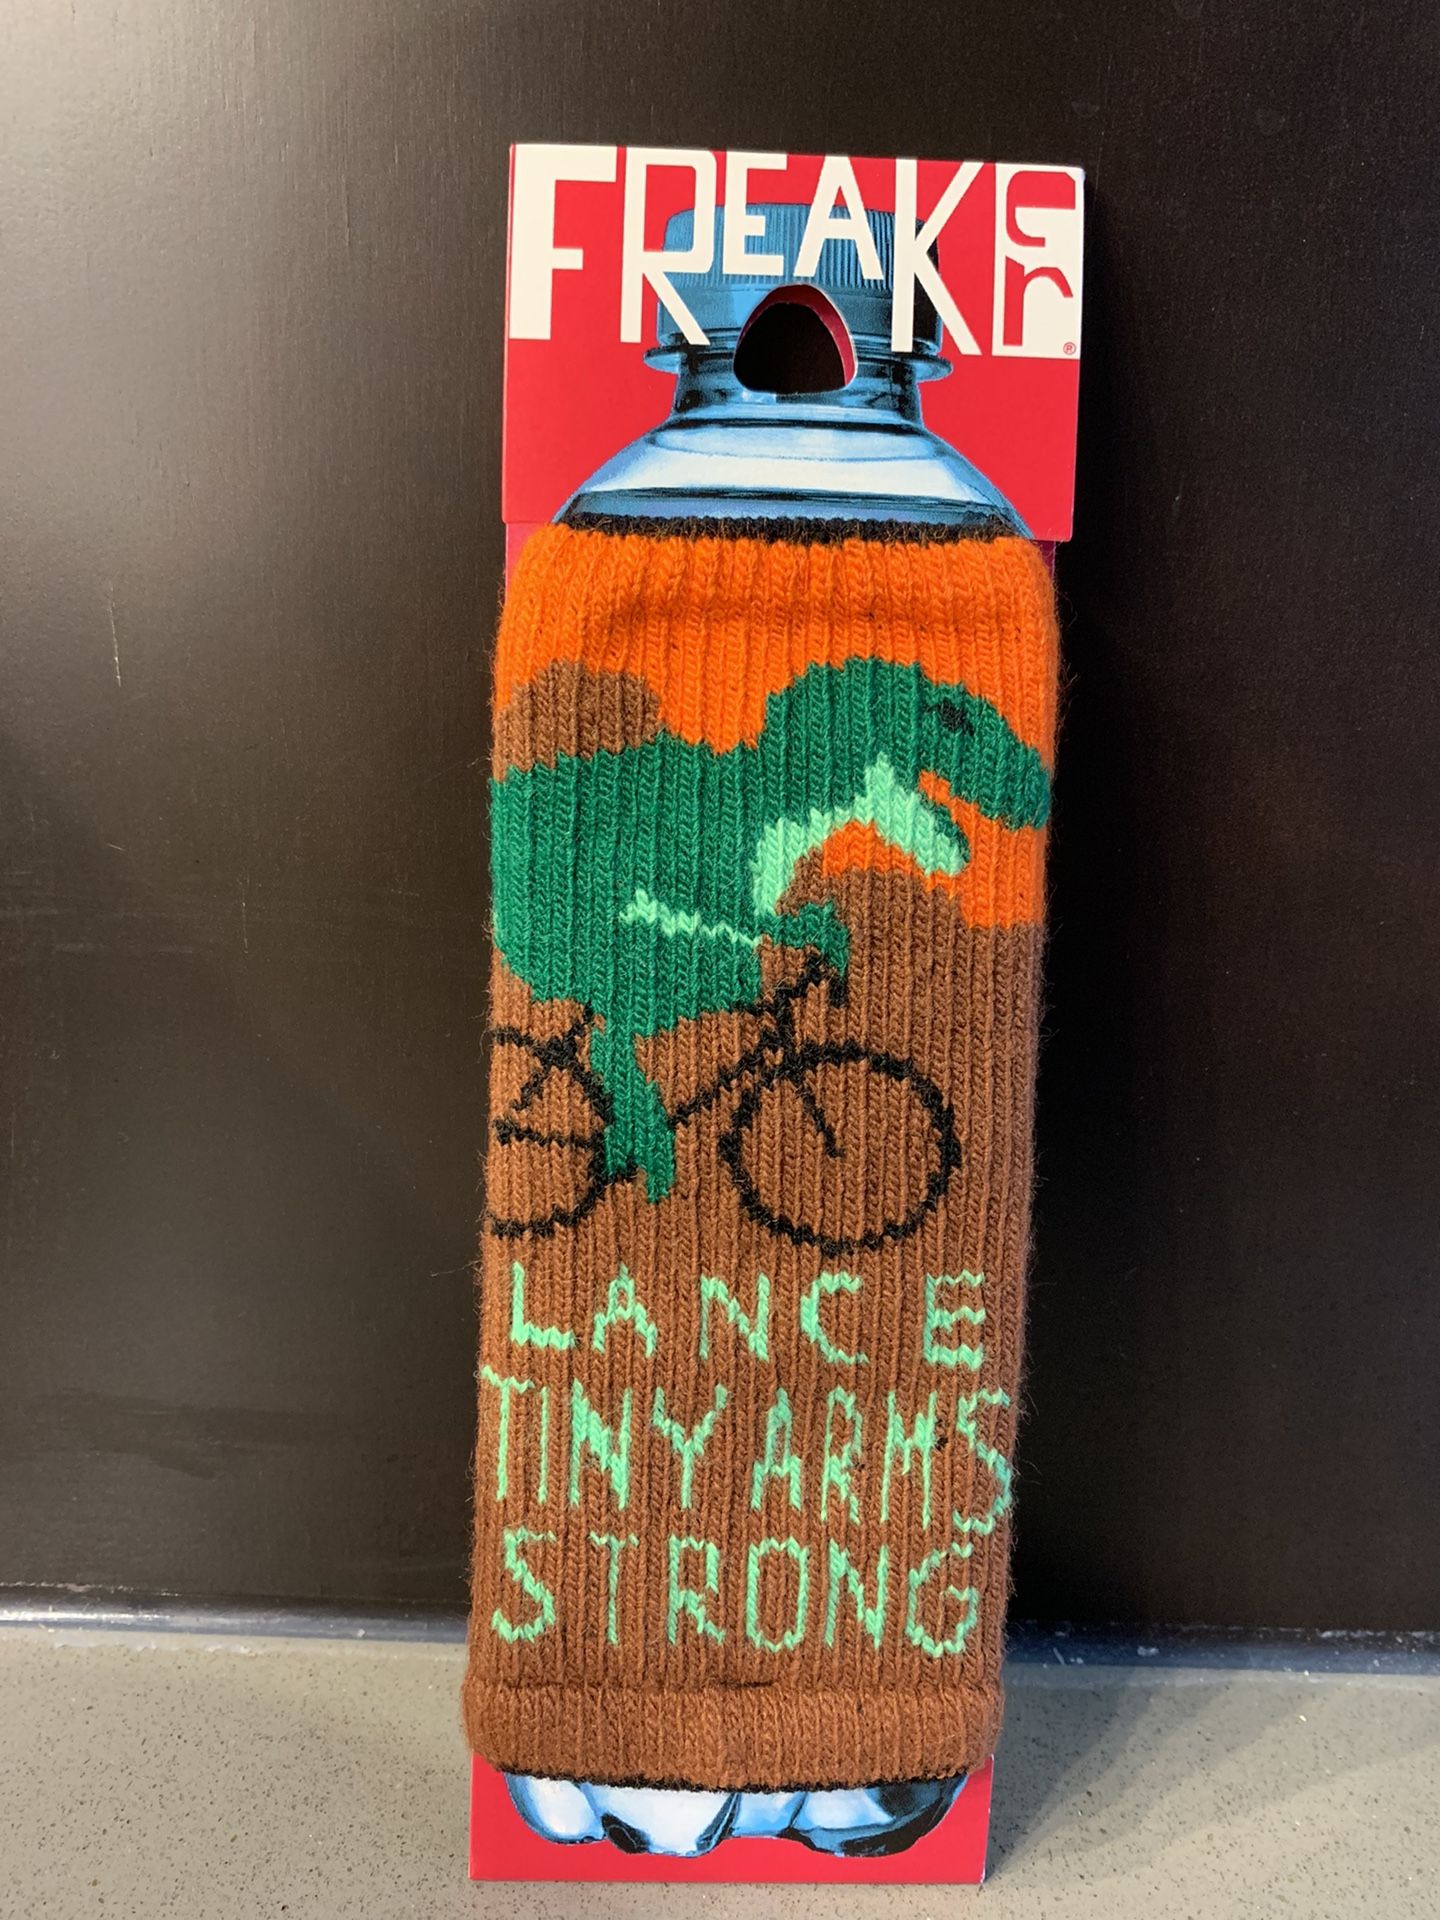 FREAKER®
LANCE
TINY ARMS
STRONG